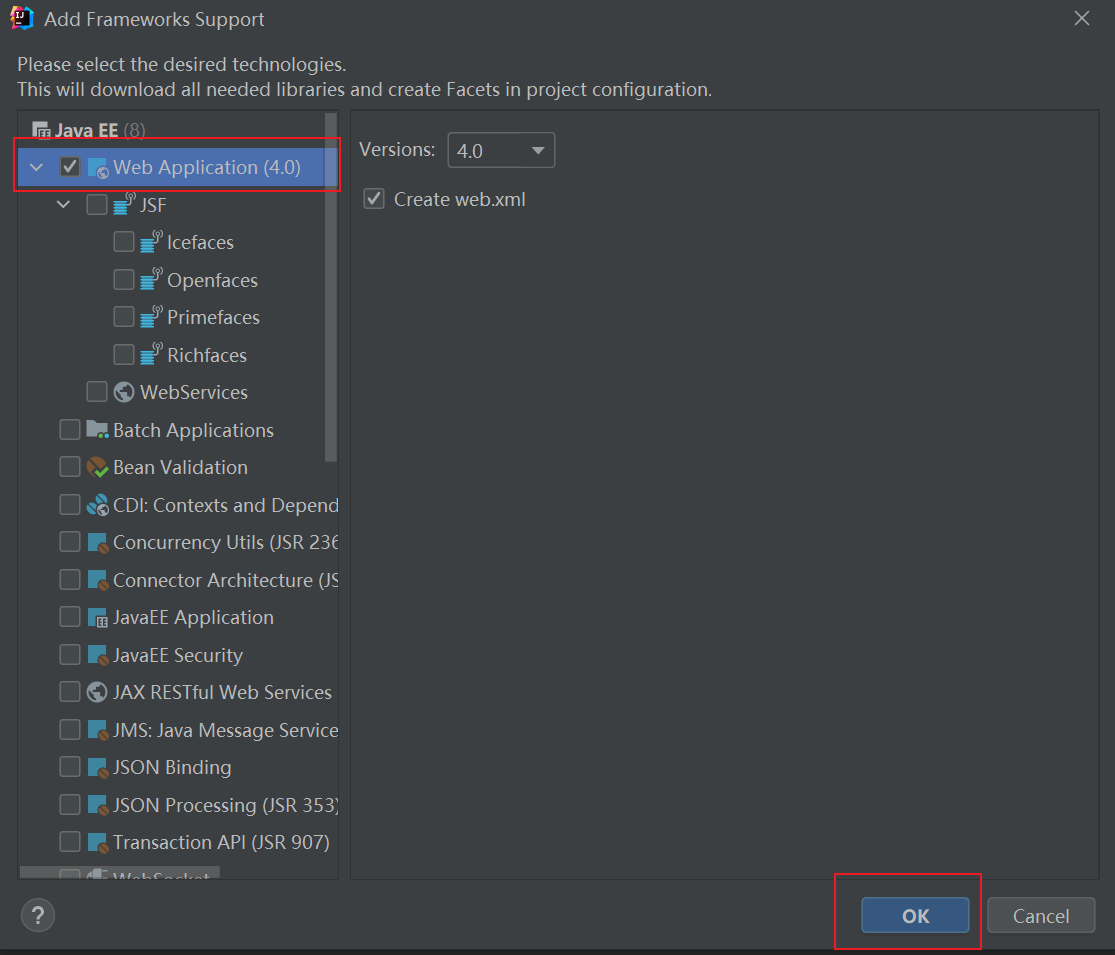 Add Frameworks Support
Please select the desired technologies.
This will download all needed libraries and create Facets in project configuration.
Java EE (8)
Web Application (4.0)
JSF
Icefaces
Openfaces
Primefaces
Richfaces
WebServices
Batch Applications
Bean Validation
CDI: Contexts and Depend
Concurrency Utils (JSR 236
Connector Architecture (JS
JavaEE Application
JavaEE Security
JAX RESTful Web Services
JMS: Java Message Service
JSON Binding
JSON Processing (JSR 353)
Transaction API (JSR 907)
WebSocket
Versions: 4.0
Create web.xml
?
OK
Cancel